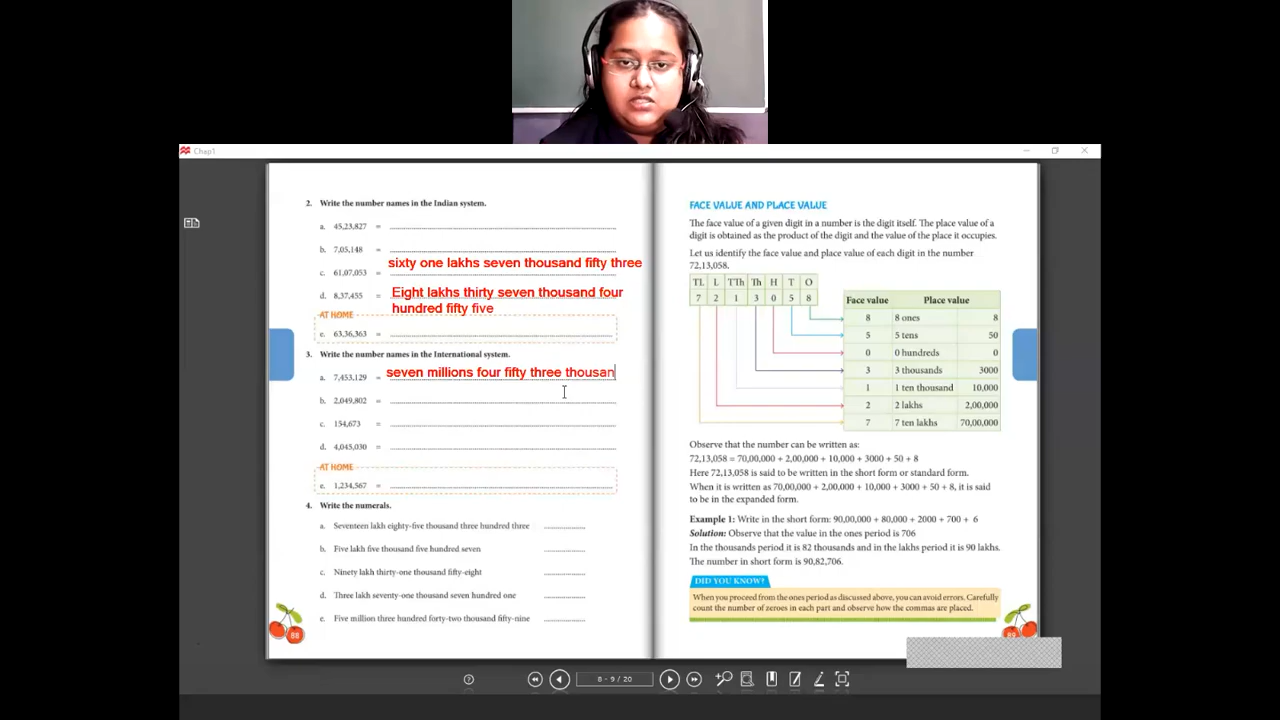 Chap1
2. Write the number names in the Indian system.
a. 45,23,827 = ........................................
b. 7,05,148 = ........................................
sixty one lakhs seven thousand fifty three
c. 61,07,053 = ........................................
Eight lakhs thirty seven thousand four
d. 8,37,455 = ........................................
hundred fifty five
AT HOME
e. 63,36,363 = ........................................
3. Write the number names in the International system.
seven millions four fifty three thousan
a. 7,453,129 = ........................................
b. 2,049,802 = ........................................
c. 154,673 = ........................................
d. 4,045,030 = ........................................
AT HOME
e. 1,234,567 = ........................................
4. Write the numerals.
a. Seventeen lakh eighty-five thousand three hundred three ...............
b. Five lakh five thousand five hundred seven ...............
c. Ninety lakh thirty-one thousand fifty-eight ...............
d. Three lakh seventy-one thousand seven hundred one ...............
e. Five million three hundred forty-two thousand fifty-nine ...............
88
FACE VALUE AND PLACE VALUE
The face value of a given digit in a number is the digit itself. The place value of a
digit is obtained as the product of the digit and the value of the place it occupies.
Let us identify the face value and place value of each digit in the number
72,13,058.
TL L TTh Th H T O
7 2 1 3 0 5 8
Face value Place value
8 8 ones 8
5 5 tens 50
0 0 hundreds 0
3 3 thousands 3000
1 1 ten thousand 10,000
2 2 lakhs 2,00,000
7 7 ten lakhs 70,00,000
Observe that the number can be written as:
72,13,058 = 70,00,000 + 2,00,000 + 10,000 + 3000 + 50 + 8
Here 72,13,058 is said to be written in the short form or standard form.
When it is written as 70,00,000 + 2,00,000 + 10,000 + 3000 + 50 + 8, it is said
to be in the expanded form.
Example 1: Write in the short form: 90,00,000 + 80,000 + 2000 + 700 + 6
Solution: Observe that the value in the ones period is 706
In the thousands period it is 82 thousands and in the lakhs period it is 90 lakhs.
The number in short form is 90,82,706.
DID YOU KNOW?
When you proceed from the ones period as discussed above, you can avoid errors. Carefully
count the number of zeroes in each part and observe how the commas are placed.
89
8 - 9 / 20